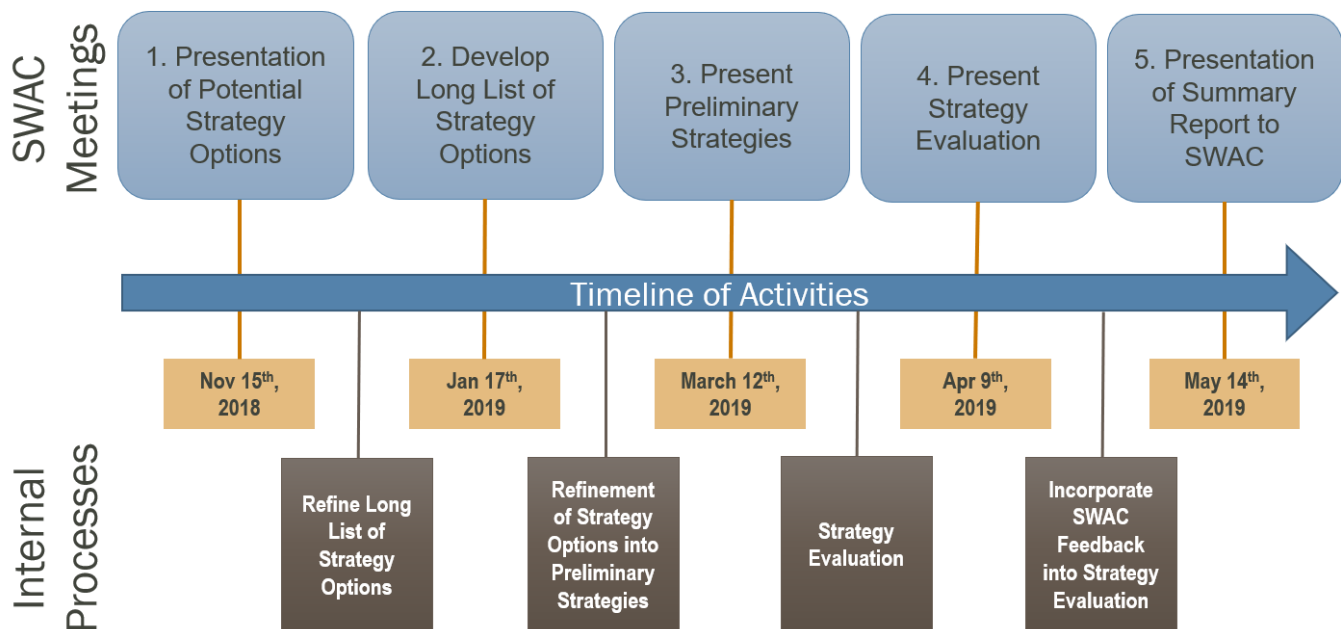 SWAC
Meetings
1. Presentation
of Potential
Strategy
Options
2. Develop
Long List of
Strategy
Options
3. Present
Preliminary
Strategies
4. Present
Strategy
Evaluation
5. Presentation
of Summary
Report to
SWAC
Timeline of Activities
Nov 15th,
2018
Jan 17th,
2019
March 12th,
2019
Apr 9th,
2019
May 14th,
2019
Internal
Processes
Refine Long
List of
Strategy
Options
Refinement
of Strategy
Options into
Preliminary
Strategies
Strategy
Evaluation
Incorporate
SWAC
Feedback
into Strategy
Evaluation